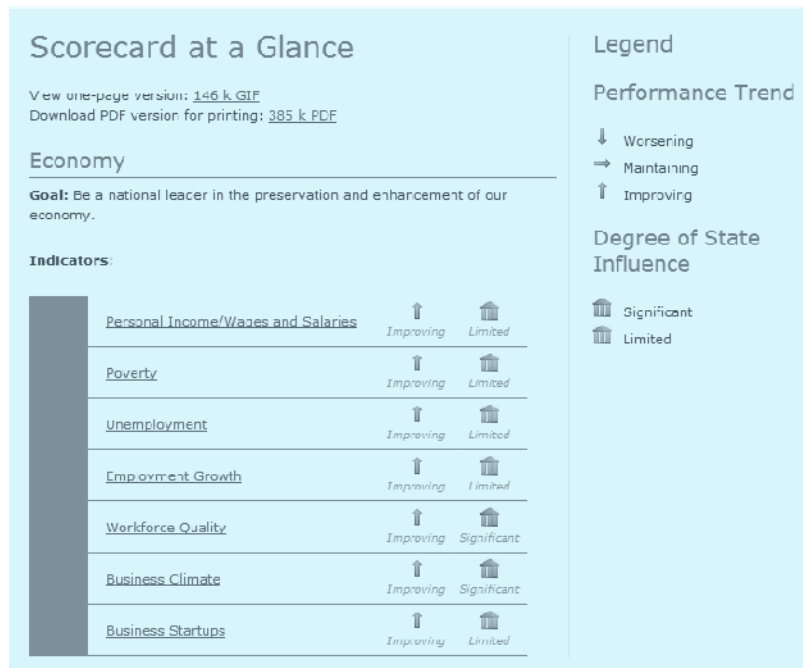 Scorecard at a Glance
View one-page version: 146 k GIF
Download PDF version for printing: 385 k PDF
Economy
Goal: Be a national leader in the preservation and enhancement of our
economy.
Indicators:
Personal Income/Wages and Salaries
Improving
Limited
Poverty
Improving
Limited
Unemployment
Improving
Limited
Employment Growth
Improving
Limited
Workforce Quality
Improving
Significant
Business Climate
Improving
Significant
Business Startups
Improving
Limited
Legend
Performance Trend
Worsening
Maintaining
Improving
Degree of State
Influence
Significant
Limited